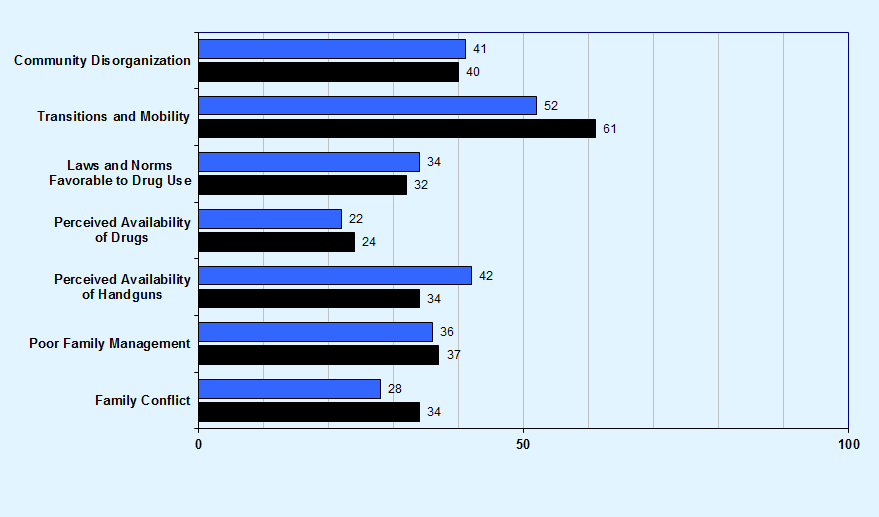 Community Disorganization
41
40
Transitions and Mobility
52
61
Laws and Norms
Favorable to Drug Use
34
32
Perceived Availability
of Drugs
22
24
Perceived Availability
of Handguns
42
34
Poor Family Management
36
37
Family Conflict
28
34
0 50 100